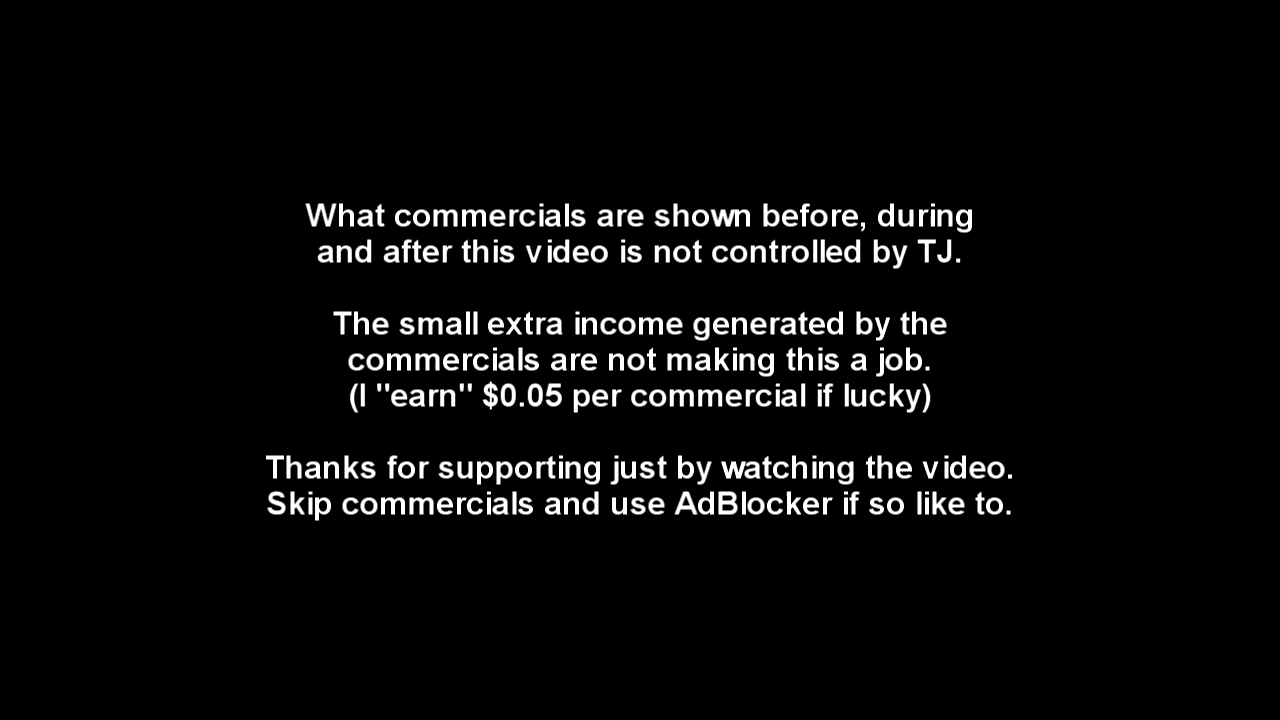 What commercials are shown before, during
and after this video is not controlled by TJ.
The small extra income generated by the
commercials are not making this a job.
(I "earn" $0.05 per commercial if lucky)
Thanks for supporting just by watching the video.
Skip commercials and use AdBlocker if so like to.